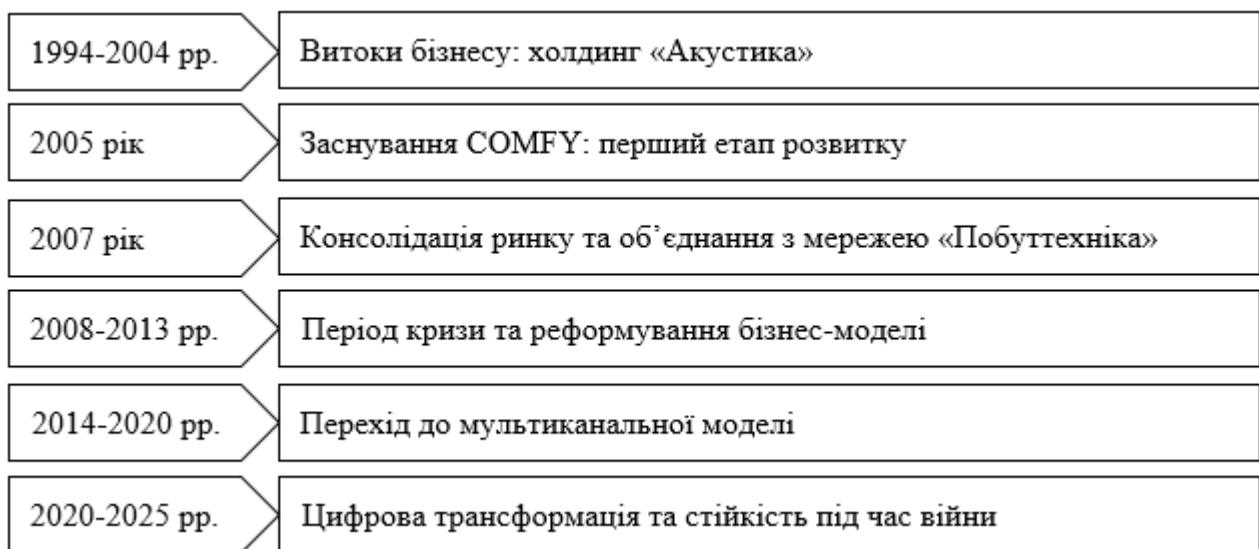 1994-2004 рр.
Витоки бізнесу: холдинг «Акустика»
2005 рік
Заснування COMFY: перший етап розвитку
2007 рік
Консолідація ринку та об’єднання з мережею «Побуттехніка»
2008-2013 рр.
Період кризи та реформування бізнес-моделі
2014-2020 рр.
Перехід до мультиканальної моделі
2020-2025 рр.
Цифрова трансформація та стійкість під час війни